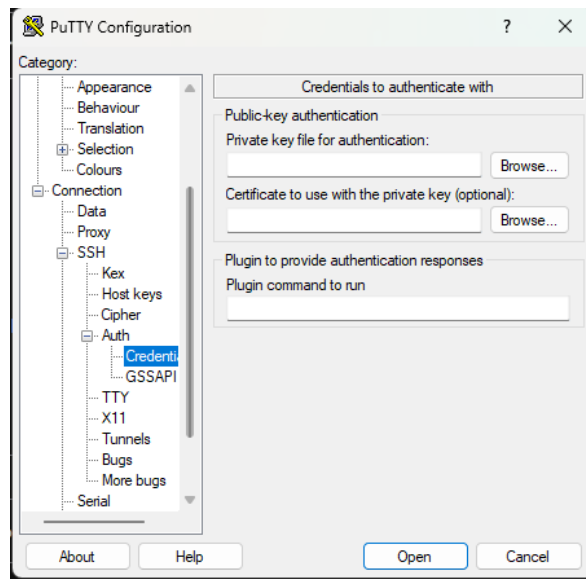 PuTTY Configuration
?
Category:
Appearance
Behaviour
Translation
Selection
Colours
Connection
Data
Proxy
SSH
Kex
Host keys
Cipher
Auth
Credenti
GSSAPI
TTY
X11
Tunnels
Bugs
More bugs
Serial
Credentials to authenticate with
Public-key authentication
Private key file for authentication:
Browse...
Certificate to use with the private key (optional):
Browse...
Plugin to provide authentication responses
Plugin command to run
About
Help
Open
Cancel